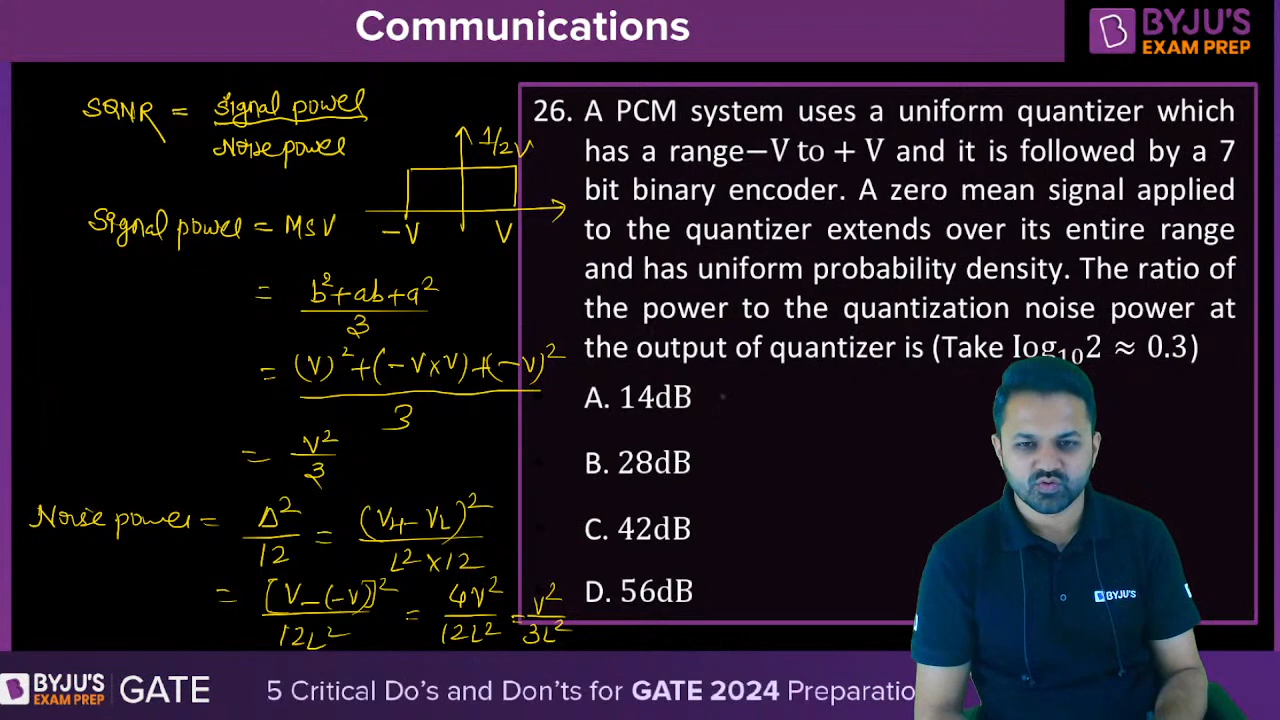 Communications
BYJU'S
EXAM PREP
SQNR = Signal power
Noise power
1/2V
Signal power = MSV
-V
V
= b²+ab+a²
3
= (V)²+(-V×V)+(-V)²
3
= V²
3
Noise power = Δ²
12
= (VH-VL)²
L²×12
= [V-(-V)]²
12L²
= 4V²
12L²
= V²
3L²
26. A PCM system uses a uniform quantizer which
has a range−V to + V and it is followed by a 7
bit binary encoder. A zero mean signal applied
to the quantizer extends over its entire range
and has uniform probability density. The ratio of
the power to the quantization noise power at
the output of quantizer is (Take log₁₀2 ≈ 0.3)
A. 14dB
B. 28dB
C. 42dB
D. 56dB
BYJU'S
BYJU'S
EXAM PREP
GATE
5 Critical Do's and Don'ts for GATE 2024 Preparatio